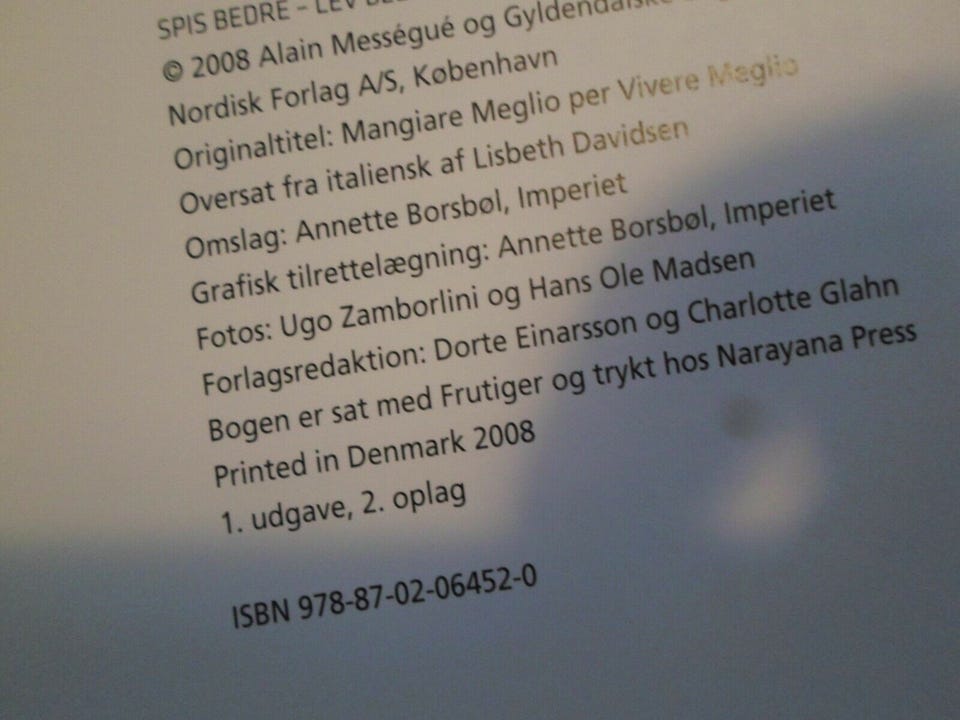 SPIS BEDRE – LEV
© 2008 Alain Mességué og Gyldendalske
Nordisk Forlag A/S, København
Originaltitel: Mangiare Meglio per Vivere Meglio
Oversat fra italiensk af Lisbeth Davidsen
Omslag: Annette Borsbøl, Imperiet
Grafisk tilrettelægning: Annette Borsbøl, Imperiet
Fotos: Ugo Zamborlini og Hans Ole Madsen
Forlagsredaktion: Dorte Einarsson og Charlotte Glahn
Bogen er sat med Frutiger og trykt hos Narayana Press
Printed in Denmark 2008
1. udgave, 2. oplag
ISBN 978-87-02-06452-0